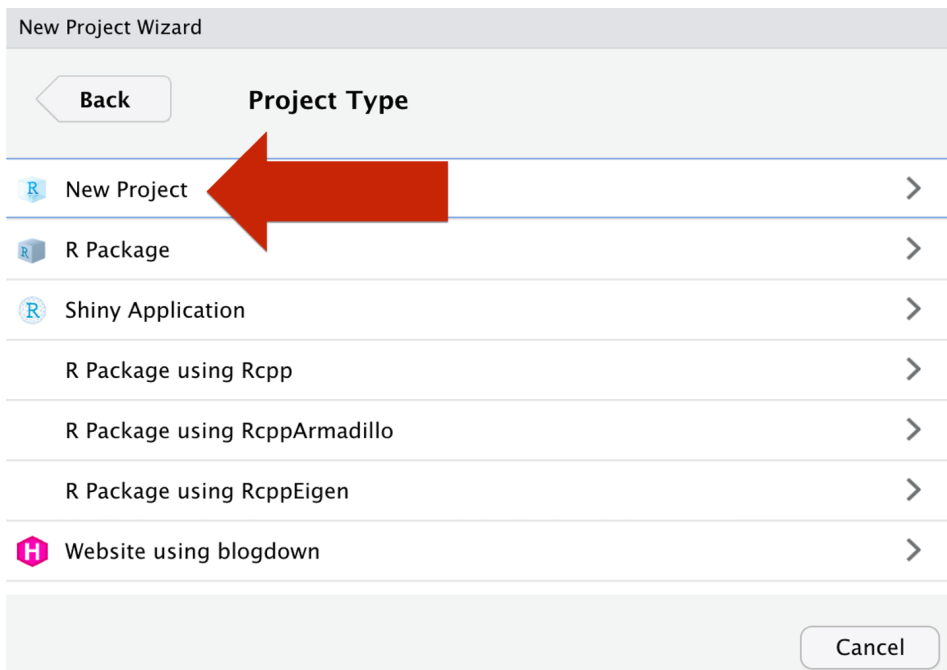 New Project Wizard
Back
Project Type
R New Project
R R Package
R Shiny Application
R Package using Rcpp
R Package using RcppArmadillo
R Package using RcppEigen
H Website using blogdown
Cancel